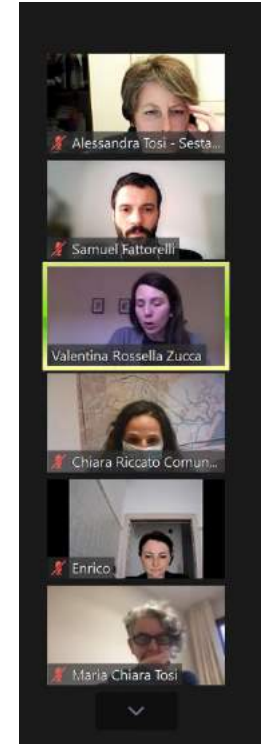 Alessandra Tosi - Sesta...
Samuel Fattorelli
Valentina Rossella Zucca
Chiara Riccato Comun...
Enrico
Maria Chiara Tosi